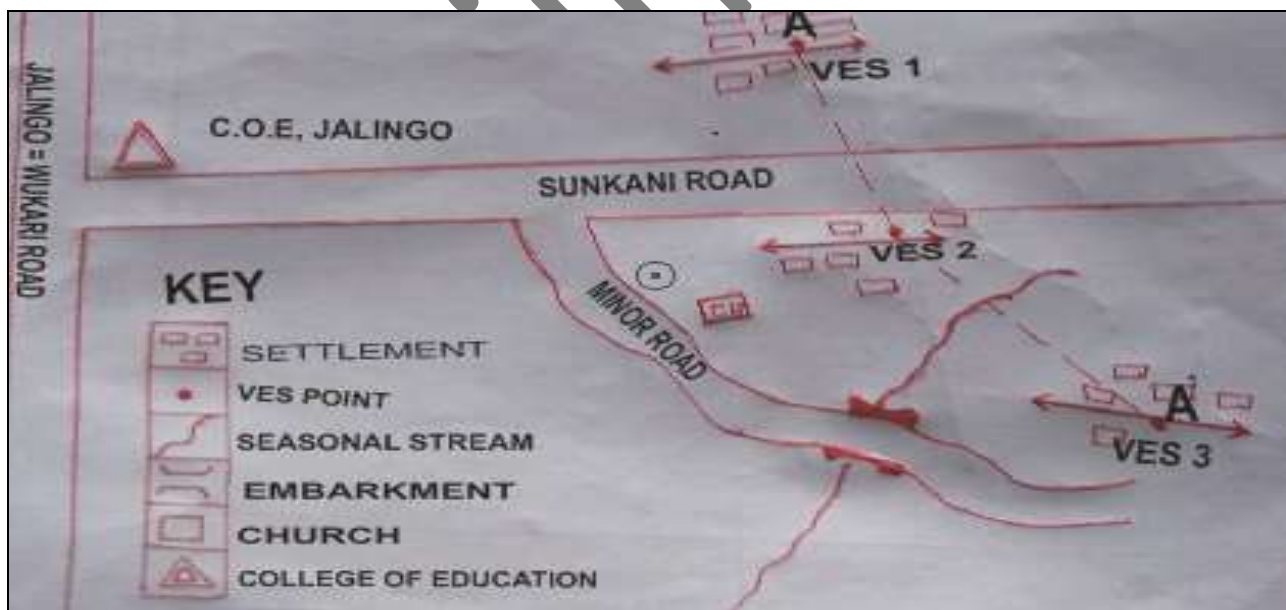 A
VES 1
JALINGO = WUKARI ROAD
C.O.E, JALINGO
SUNKANI ROAD
VES 2
MINOR ROAD
KEY
SETTLEMENT
VES POINT
SEASONAL STREAM
EMBARKMENT
CHURCH
COLLEGE OF EDUCATION
A'
VES 3